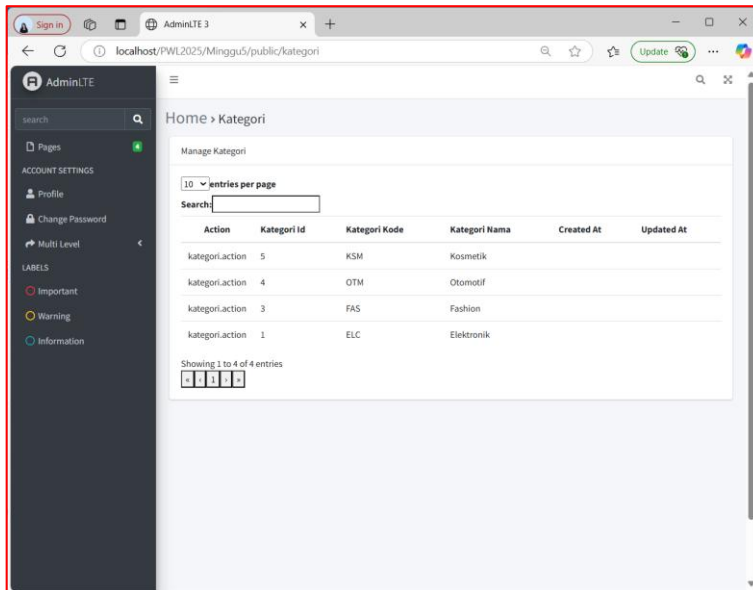 Sign in
AdminLTE 3
localhost/PWL2025/Minggu5/public/kategori
Update
AdminLTE
search
Pages
4
ACCOUNT SETTINGS
Profile
Change Password
Multi Level
LABELS
Important
Warning
Information
Home › Kategori
Manage Kategori
10 entries per page
Search:
Action Kategori Id Kategori Kode Kategori Nama Created At Updated At
kategori.action 5 KSM Kosmetik
kategori.action 4 OTM Otomotif
kategori.action 3 FAS Fashion
kategori.action 1 ELC Elektronik
Showing 1 to 4 of 4 entries
« ‹ 1 › »